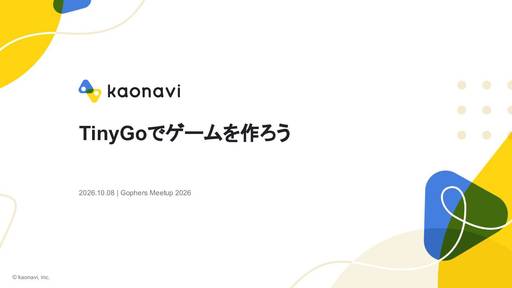 kaonavi
TinyGoでゲームを作ろう
2026.10.08 | Gophers Meetup 2026
© kaonavi, inc.